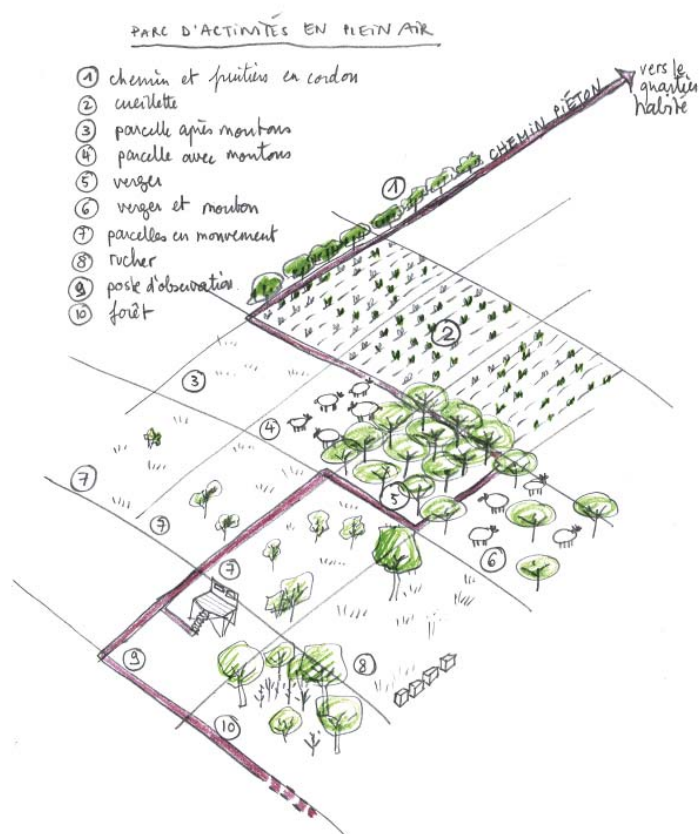 PARC D'ACTIVITÉS EN PLEIN AIR
① chemin et fruitiers en cordon
② cueillette
③ parcelle après moutons
④ parcelle avec moutons
⑤ verger
⑥ verger et mouton
⑦ parcelles en mouvement
⑧ rucher
⑨ poste d'observation
⑩ forêt
vers le
quartier
habité
CHEMIN PIÉTON
①
②
③
④
⑤
⑥
⑦
⑦
⑦
⑧
⑨
⑩